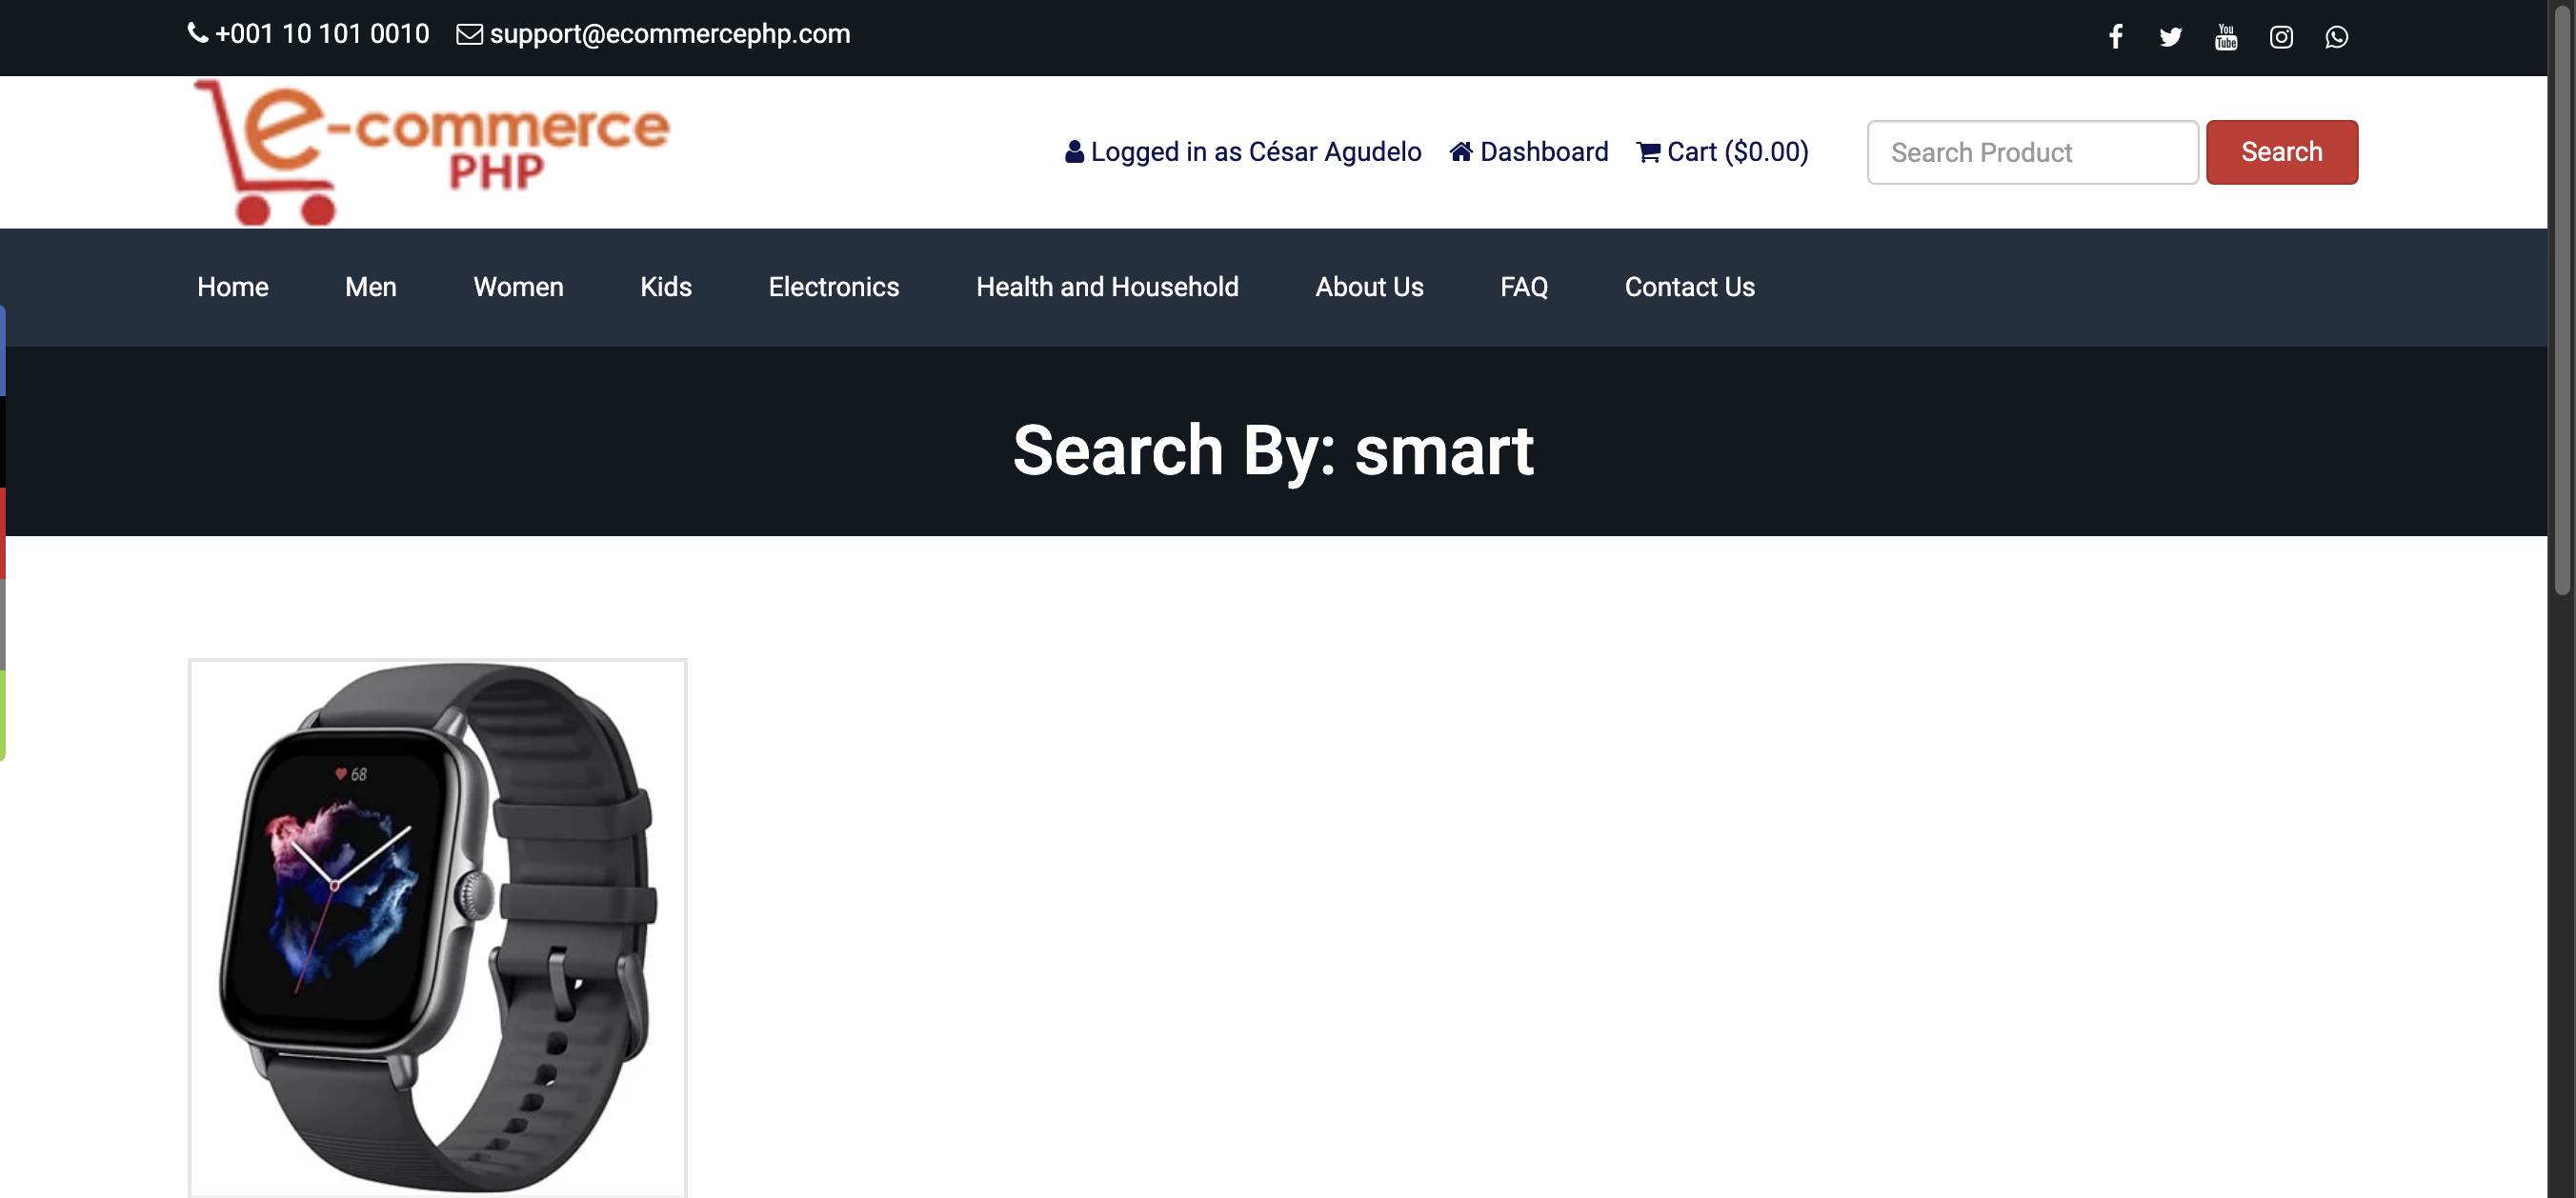 +001 10 101 0010 support@ecommercephp.com
You Tube
e-commerce
PHP
Logged in as César Agudelo Dashboard Cart ($0.00) Search Product Search
Home Men Women Kids Electronics Health and Household About Us FAQ Contact Us
Search By: smart
68